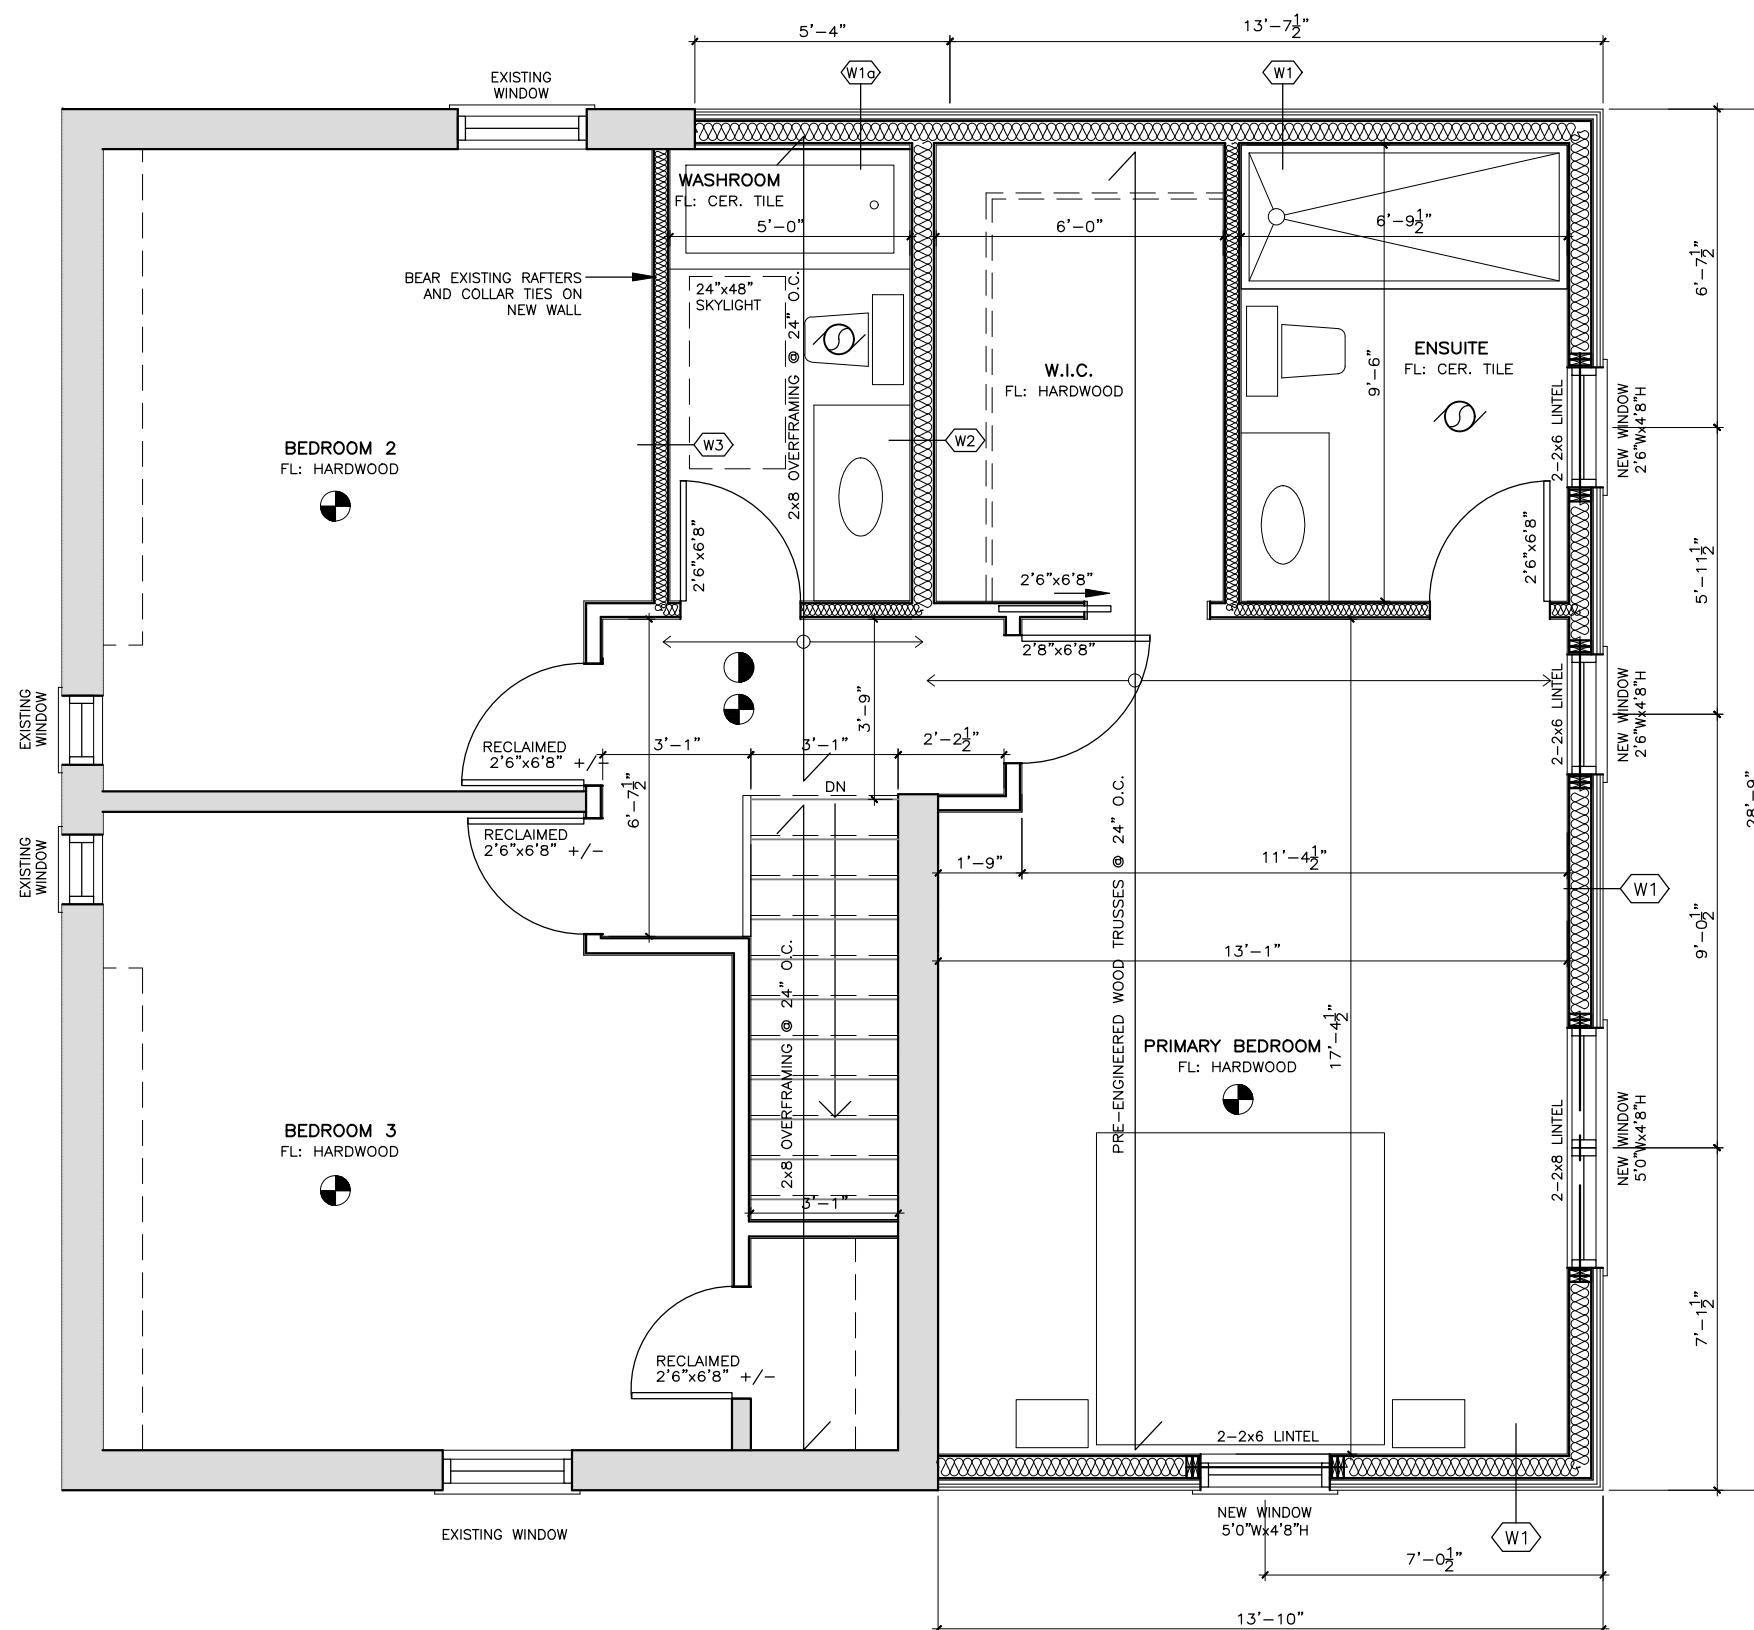 5'-4"
13'-7 1/2"
EXISTING
WINDOW
W1a
W1
WASHROOM
FL: CER. TILE
5'-0"
6'-0"
6'-9 1/2"
6'-7 1/2"
BEAR EXISTING RAFTERS
AND COLLAR TIES ON
NEW WALL
24"x48"
SKYLIGHT
2x8 OVERFRAMING @ 24" O.C.
W.I.C.
FL: HARDWOOD
9'-6"
ENSUITE
FL: CER. TILE
2-2x6 LINTEL
NEW WINDOW
2'6"Wx4'8"H
BEDROOM 2
FL: HARDWOOD
W3
W2
2'6"x6'8"
2'6"x6'8"
2'6"x6'8"
5'-11 1/2"
2'8"x6'8"
EXISTING
WINDOW
3'-9"
2-2x6 LINTEL
NEW WINDOW
2'6"Wx4'8"H
RECLAIMED
2'6"x6'8" +/-
3'-1"
3'-1"
2'-2 1/2"
6'-7 1/2"
DN
28'-9"
RECLAIMED
2'6"x6'8" +/-
EXISTING
WINDOW
1'-9"
11'-4 1/2"
W1
9'-0 1/2"
13'-1"
PRE-ENGINEERED WOOD TRUSSES @ 24" O.C.
2x8 OVERFRAMING @ 24" O.C.
PRIMARY BEDROOM
FL: HARDWOOD
17'-4 1/2"
BEDROOM 3
FL: HARDWOOD
2-2x8 LINTEL
NEW WINDOW
5'0"Wx4'8"H
3'-1"
7'-1 1/2"
RECLAIMED
2'6"x6'8" +/-
2-2x6 LINTEL
EXISTING WINDOW
NEW WINDOW
5'0"Wx4'8"H
W1
7'-0 1/2"
13'-10"